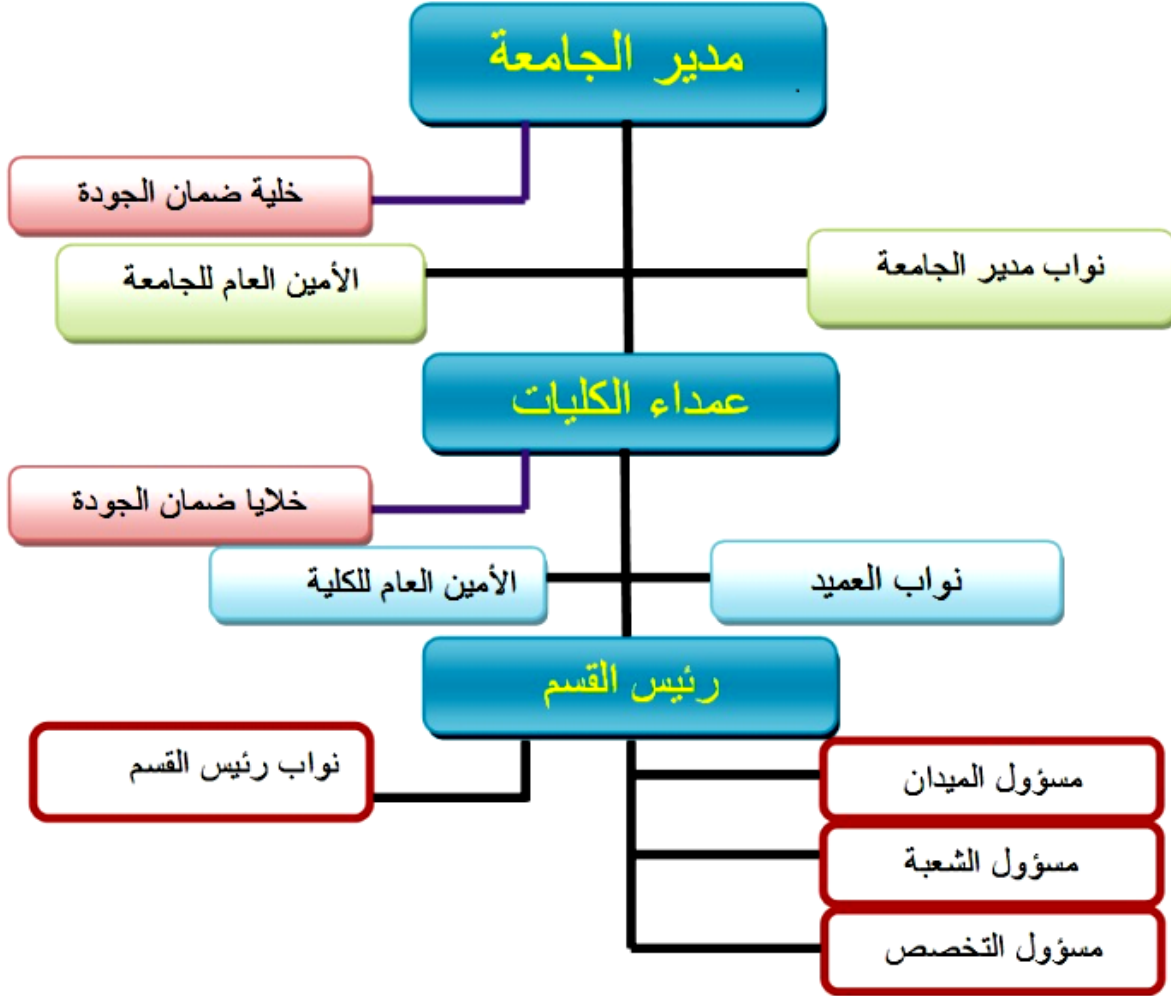 مدير الجامعة
.
خلية ضمان الجودة
نواب مدير الجامعة
الأمين العام للجامعة
عمداء الكليات
خلايا ضمان الجودة
نواب العميد
الأمين العام للكلية
رئيس القسم
نواب رئيس القسم
مسؤول الميدان
مسؤول الشعبة
مسؤول التخصص